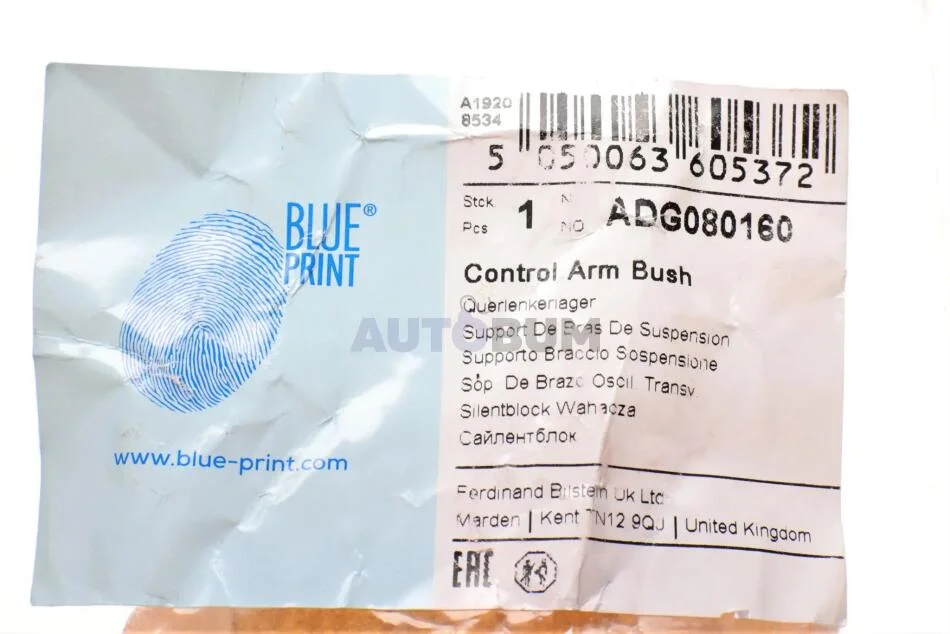 BLUE®
PRINT
www.blue-print.com
A1920
8534
5 050063 605372
Stck
Pcs
1
NO
ADG080160
Control Arm Bush
Querlenkerlager
Support De Bras De Suspension
Supporto Braccio Sospensione
Sop. De Brazo Oscil. Transv.
Silentblock Wahacza
Сайлентблок
Ferdinand Bilstein UK Ltd
Marden | Kent TN12 9QJ | United Kingdom
EAC
AUTOBUM